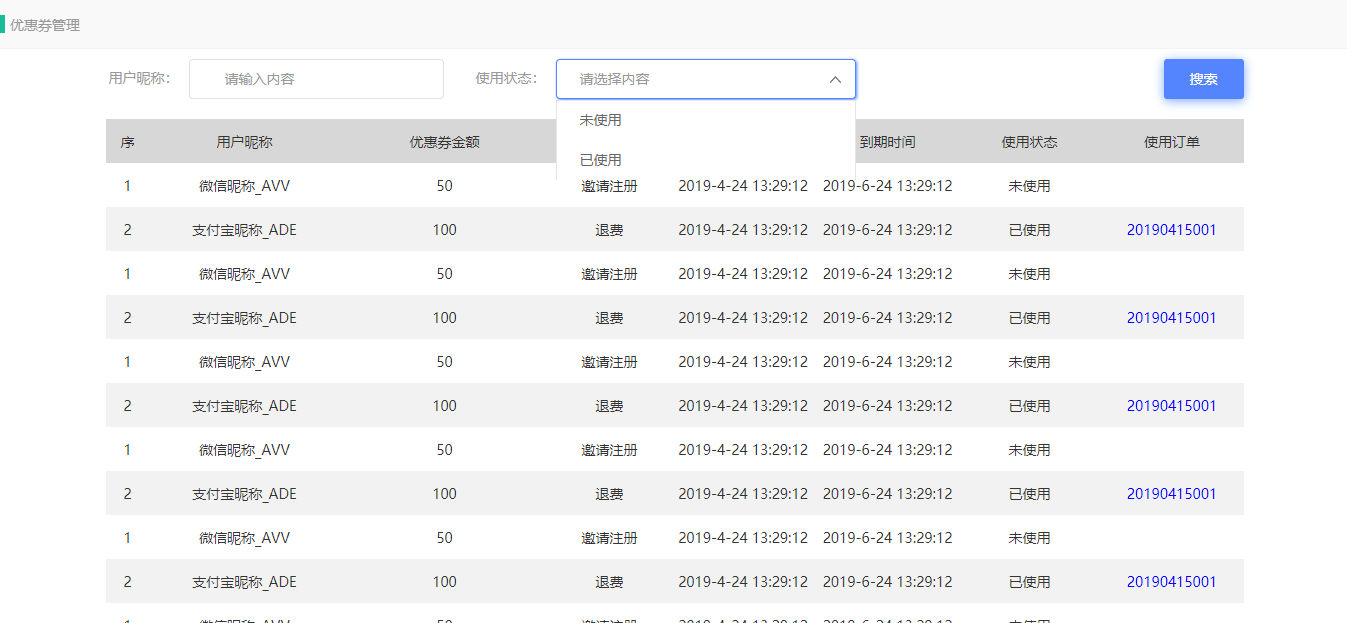 优惠券管理
用户昵称: 请输入内容 使用状态: 请选择内容 搜索
未使用
已使用
序 用户昵称 优惠券金额 到期时间 使用状态 使用订单
1 微信昵称_AVV 50 邀请注册 2019-4-24 13:29:12 2019-6-24 13:29:12 未使用
2 支付宝昵称_ADE 100 退费 2019-4-24 13:29:12 2019-6-24 13:29:12 已使用 20190415001
1 微信昵称_AVV 50 邀请注册 2019-4-24 13:29:12 2019-6-24 13:29:12 未使用
2 支付宝昵称_ADE 100 退费 2019-4-24 13:29:12 2019-6-24 13:29:12 已使用 20190415001
1 微信昵称_AVV 50 邀请注册 2019-4-24 13:29:12 2019-6-24 13:29:12 未使用
2 支付宝昵称_ADE 100 退费 2019-4-24 13:29:12 2019-6-24 13:29:12 已使用 20190415001
1 微信昵称_AVV 50 邀请注册 2019-4-24 13:29:12 2019-6-24 13:29:12 未使用
2 支付宝昵称_ADE 100 退费 2019-4-24 13:29:12 2019-6-24 13:29:12 已使用 20190415001
1 微信昵称_AVV 50 邀请注册 2019-4-24 13:29:12 2019-6-24 13:29:12 未使用
2 支付宝昵称_ADE 100 退费 2019-4-24 13:29:12 2019-6-24 13:29:12 已使用 20190415001